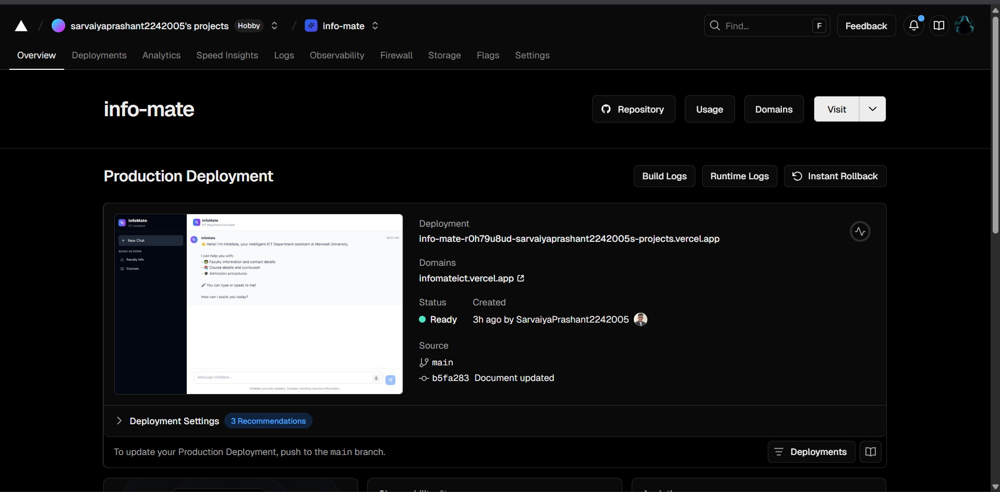 sarvaiyaprashant2242005's projects Hobby
info-mate
Find... F
Feedback
Overview Deployments Analytics Speed Insights Logs Observability Firewall Storage Flags Settings
info-mate
Repository Usage Domains Visit
Production Deployment
Build Logs Runtime Logs Instant Rollback
InfoMate
ICT Assistant
+ New Chat
QUICK ACTIONS
Faculty Info
Courses
InfoMate
ICT Department Assistant
InfoMate
08:27 AM
👋 Hello! I'm InfoMate, your intelligent ICT Department assistant at Marwadi University.
I can help you with:
• 👨‍🏫 Faculty information and contact details
• 📚 Course details and curriculum
• 🎓 Admission procedures
🎤 You can type or speak to me!
How can I assist you today?
Message InfoMate...
InfoMate can make mistakes. Consider checking important information.
Deployment
info-mate-r0h79u8ud-sarvaiyaprashant2242005s-projects.vercel.app
Domains
infomateict.vercel.app
Status Created
Ready 3h ago by SarvaiyaPrashant2242005
Source
main
b5fa283 Document updated
Deployment Settings 3 Recommendations
To update your Production Deployment, push to the main branch.
Deployments